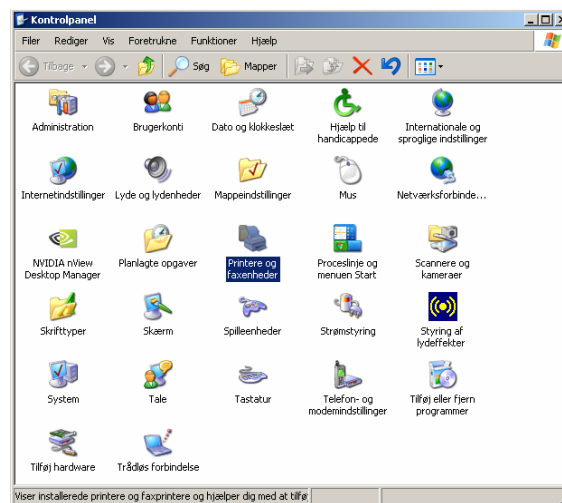 Kontrolpanel
Filer Rediger Vis Foretrukne Funktioner Hjælp
Tilbage Søg Mapper
Administration
Brugerkonti
Dato og klokkeslæt
Hjælp til
handicappede
Internationale og
sproglige indstillinger
Internetindstillinger
Lyde og lydenheder
Mappeindstillinger
Mus
Netværksforbinde...
NVIDIA nView
Desktop Manager
Planlagte opgaver
Printere og
faxenheder
Proceslinje og
menuen Start
Scannere og
kameraer
Skrifttyper
Skærm
Spilleenheder
Strømstyring
Styring af
lydeffekter
System
Tale
Tastatur
Telefon- og
modemindstillinger
Tilføj eller fjern
programmer
Tilføj hardware
Trådløs forbindelse
Viser installerede printere og faxprintere og hjælper dig med at tilfø